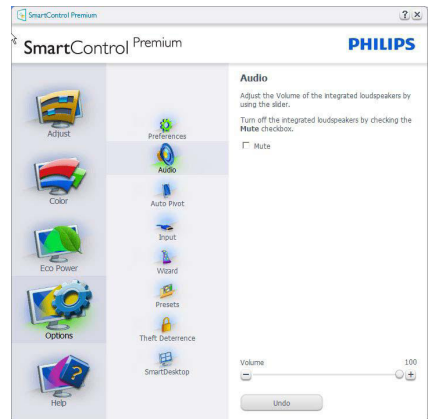 SmartControl Premium
SmartControl Premium
PHILIPS
Adjust
Color
Eco Power
Options
Help
Preferences
Audio
Auto Pivot
Input
Wizard
Presets
Theft Deterrence
SmartDesktop
Audio
Adjust the Volume of the integrated loudspeakers by
using the slider.
Turn off the integrated loudspeakers by checking the
Mute checkbox.
Mute
Volume 100
Undo